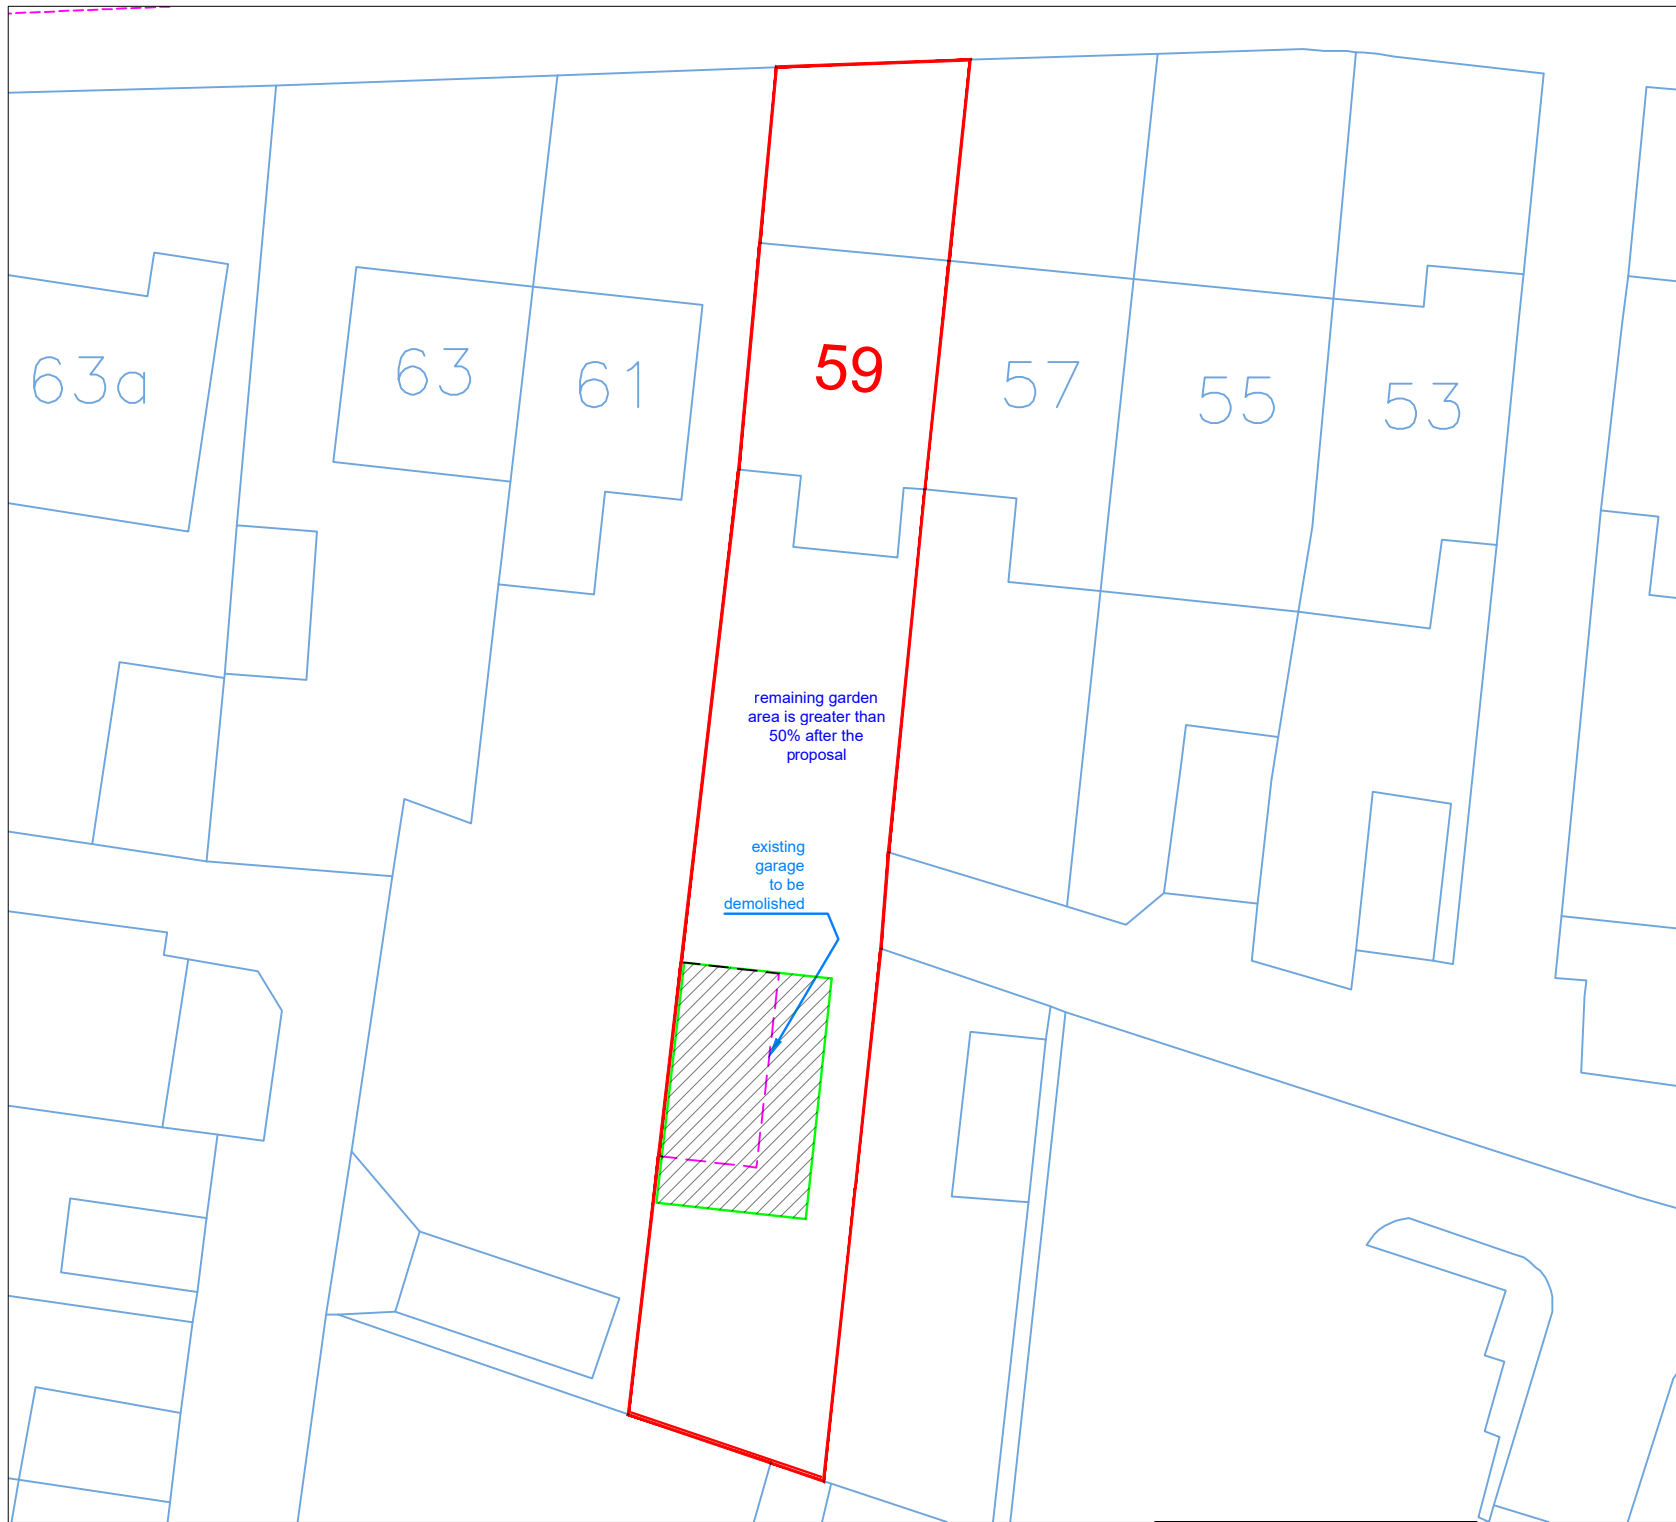 63a
63
61
59
57
55
53
remaining garden
area is greater than
50% after the
proposal
existing
garage
to be
demolished